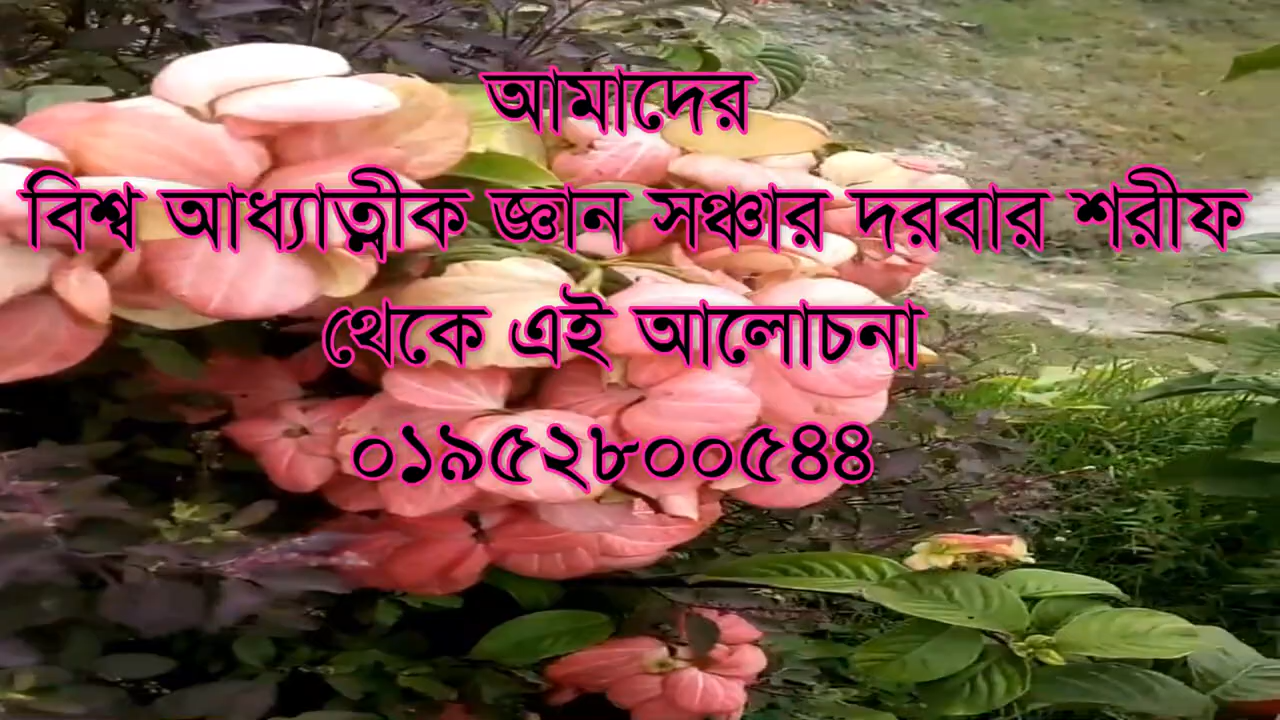 আমাদের
বিশ্ব আধ্যাত্নীক জ্ঞান সঞ্চার দরবার শরীফ
থেকে এই আলোচনা
০১৯৫২৮০০৫৪৪